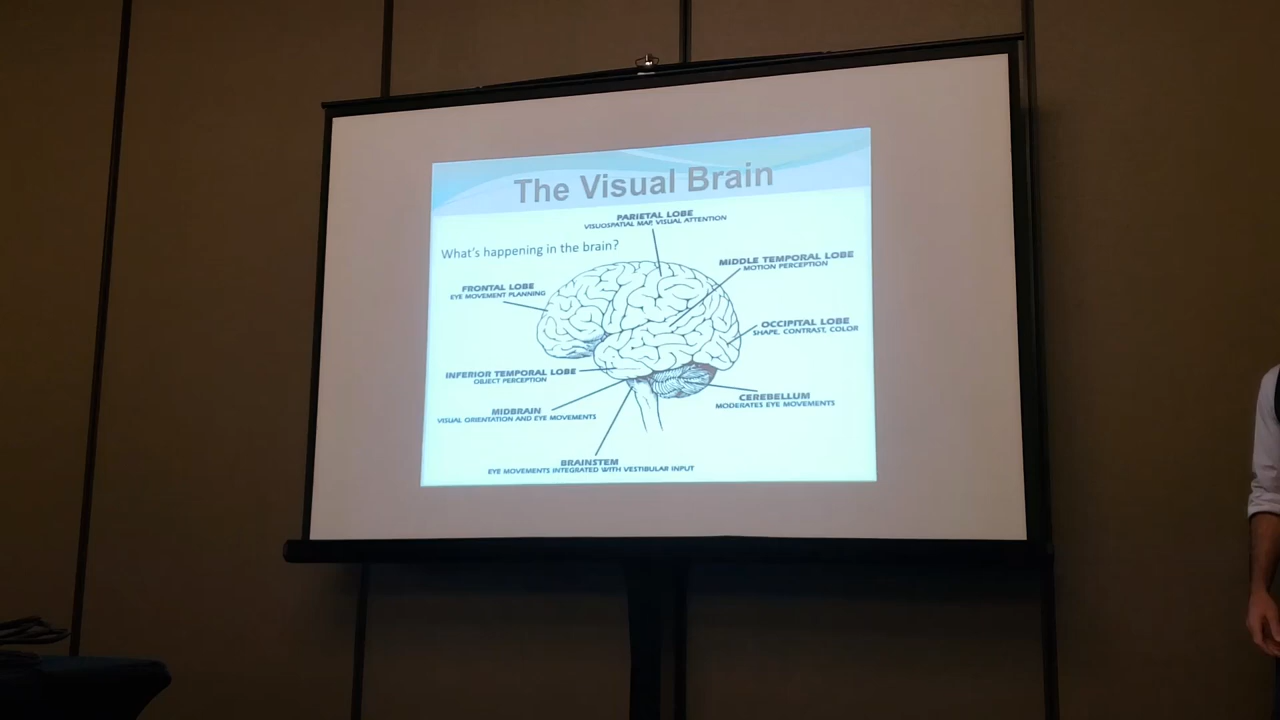 The Visual Brain
PARIETAL LOBE
VISUOSPATIAL MAP, VISUAL ATTENTION
What's happening in the brain?
MIDDLE TEMPORAL LOBE
MOTION PERCEPTION
FRONTAL LOBE
EYE MOVEMENT PLANNING
OCCIPITAL LOBE
SHAPE, CONTRAST, COLOR
INFERIOR TEMPORAL LOBE
OBJECT PERCEPTION
CEREBELLUM
MODERATES EYE MOVEMENTS
MIDBRAIN
VISUAL ORIENTATION AND EYE MOVEMENTS
BRAINSTEM
EYE MOVEMENTS INTEGRATED WITH VESTIBULAR INPUT